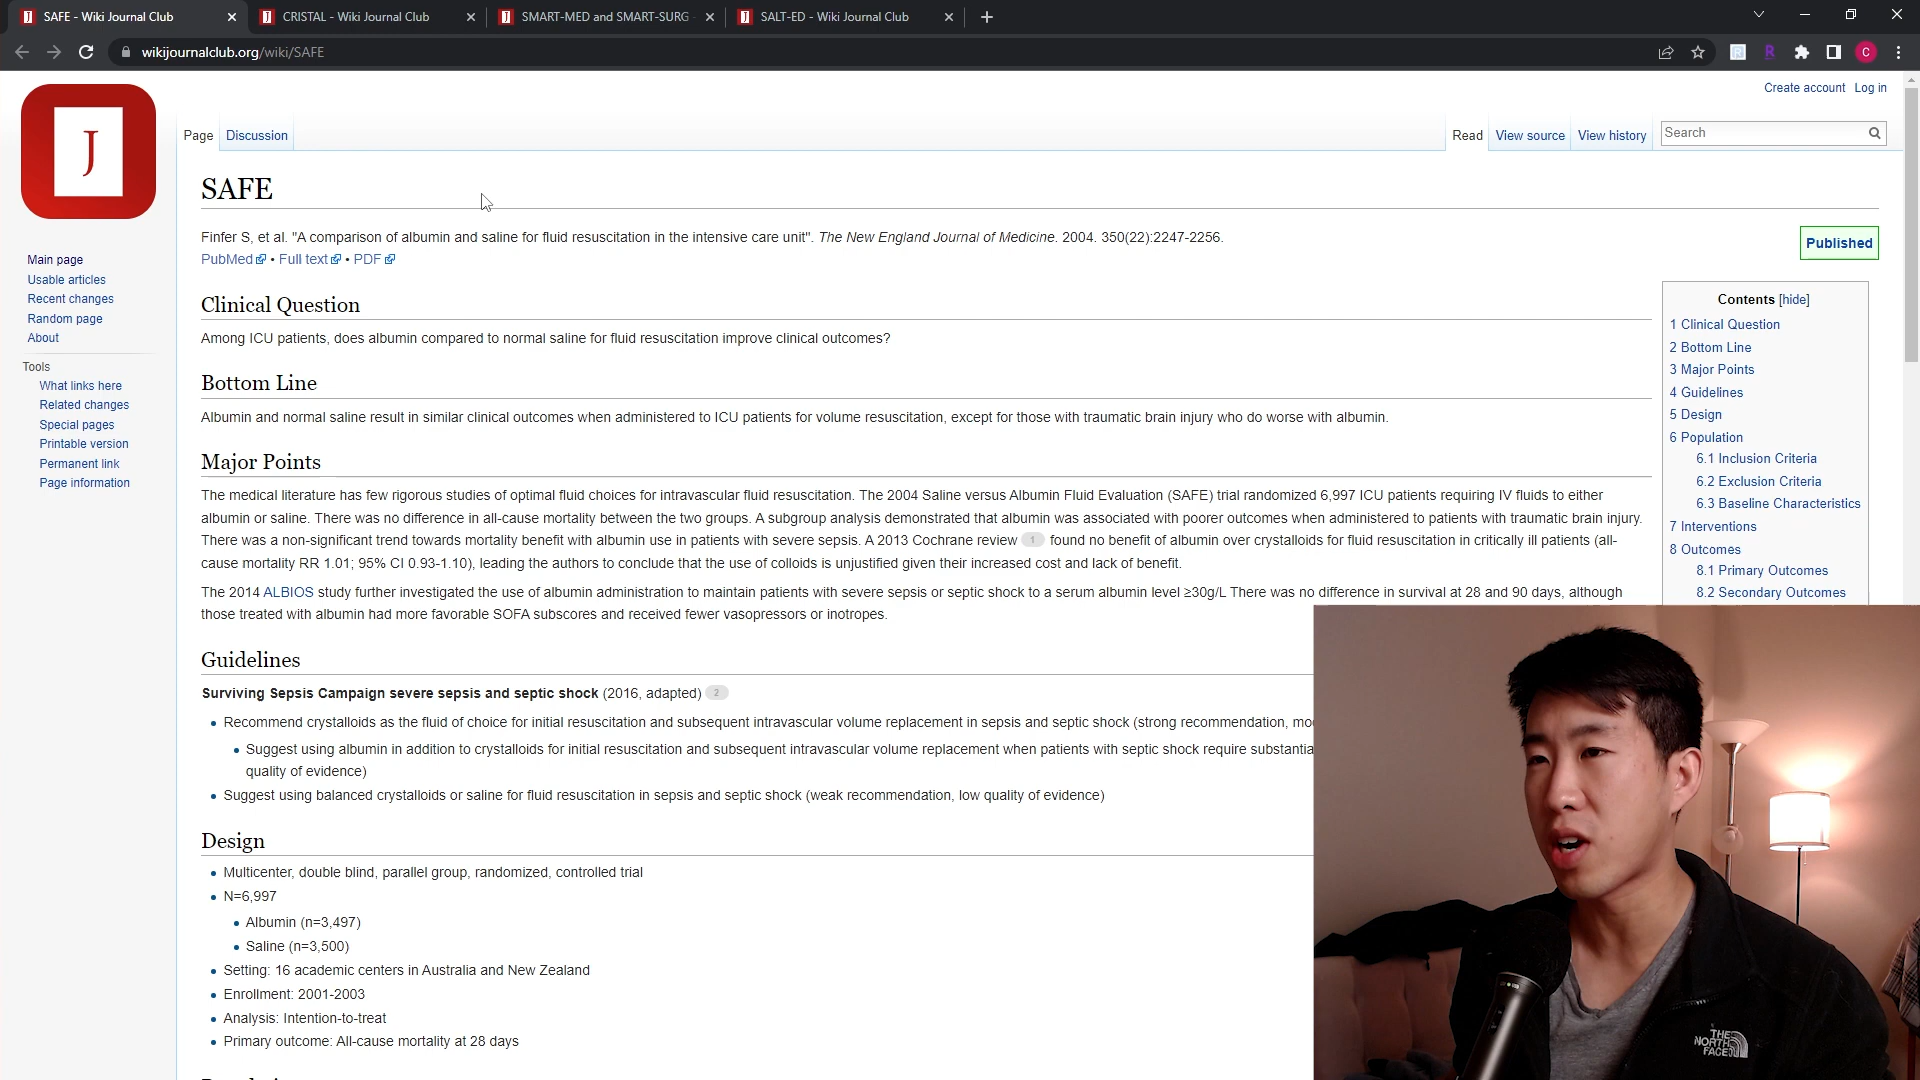 SAFE - Wiki Journal Club
CRISTAL - Wiki Journal Club
SMART-MED and SMART-SURG
SALT-ED - Wiki Journal Club
wikijournalclub.org/wiki/SAFE
R
C
Create account Log in
J
Page Discussion
Read View source View history Search
SAFE
Finfer S, et al. "A comparison of albumin and saline for fluid resuscitation in the intensive care unit". The New England Journal of Medicine. 2004. 350(22):2247-2256.
PubMed • Full text • PDF
Published
Main page
Usable articles
Recent changes
Random page
About
Tools
What links here
Related changes
Special pages
Printable version
Permanent link
Page information
Clinical Question
Among ICU patients, does albumin compared to normal saline for fluid resuscitation improve clinical outcomes?
Bottom Line
Albumin and normal saline result in similar clinical outcomes when administered to ICU patients for volume resuscitation, except for those with traumatic brain injury who do worse with albumin.
Major Points
The medical literature has few rigorous studies of optimal fluid choices for intravascular fluid resuscitation. The 2004 Saline versus Albumin Fluid Evaluation (SAFE) trial randomized 6,997 ICU patients requiring IV fluids to either
albumin or saline. There was no difference in all-cause mortality between the two groups. A subgroup analysis demonstrated that albumin was associated with poorer outcomes when administered to patients with traumatic brain injury.
There was a non-significant trend towards mortality benefit with albumin use in patients with severe sepsis. A 2013 Cochrane review 1 found no benefit of albumin over crystalloids for fluid resuscitation in critically ill patients (all-
cause mortality RR 1.01; 95% CI 0.93-1.10), leading the authors to conclude that the use of colloids is unjustified given their increased cost and lack of benefit.
The 2014 ALBIOS study further investigated the use of albumin administration to maintain patients with severe sepsis or septic shock to a serum albumin level ≥30g/L There was no difference in survival at 28 and 90 days, although
those treated with albumin had more favorable SOFA subscores and received fewer vasopressors or inotropes.
Guidelines
Surviving Sepsis Campaign severe sepsis and septic shock (2016, adapted) 2
• Recommend crystalloids as the fluid of choice for initial resuscitation and subsequent intravascular volume replacement in sepsis and septic shock (strong recommendation,
• Suggest using albumin in addition to crystalloids for initial resuscitation and subsequent intravascular volume replacement when patients with septic shock require
quality of evidence)
• Suggest using balanced crystalloids or saline for fluid resuscitation in sepsis and septic shock (weak recommendation, low quality of evidence)
Design
• Multicenter, double blind, parallel group, randomized, controlled trial
• N=6,997
• Albumin (n=3,497)
• Saline (n=3,500)
• Setting: 16 academic centers in Australia and New Zealand
• Enrollment: 2001-2003
• Analysis: Intention-to-treat
• Primary outcome: All-cause mortality at 28 days
Contents [hide]
1 Clinical Question
2 Bottom Line
3 Major Points
4 Guidelines
5 Design
6 Population
6.1 Inclusion Criteria
6.2 Exclusion Criteria
6.3 Baseline Characteristics
7 Interventions
8 Outcomes
8.1 Primary Outcomes
8.2 Secondary Outcomes
THE
NORTH
FACE